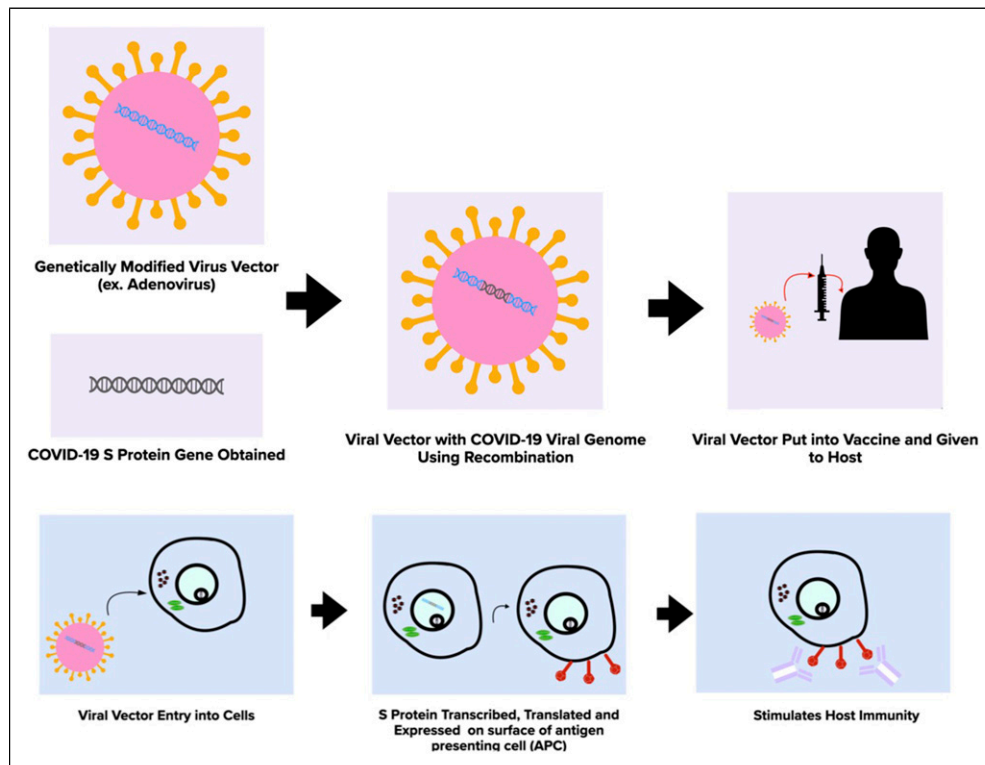 Genetically Modified Virus Vector
(ex. Adenovirus)
COVID-19 S Protein Gene Obtained
Viral Vector with COVID-19 Viral Genome
Using Recombination
Viral Vector Put into Vaccine and Given
to Host
Viral Vector Entry into Cells
S Protein Transcribed, Translated and
Expressed on surface of antigen
presenting cell (APC)
Stimulates Host Immunity